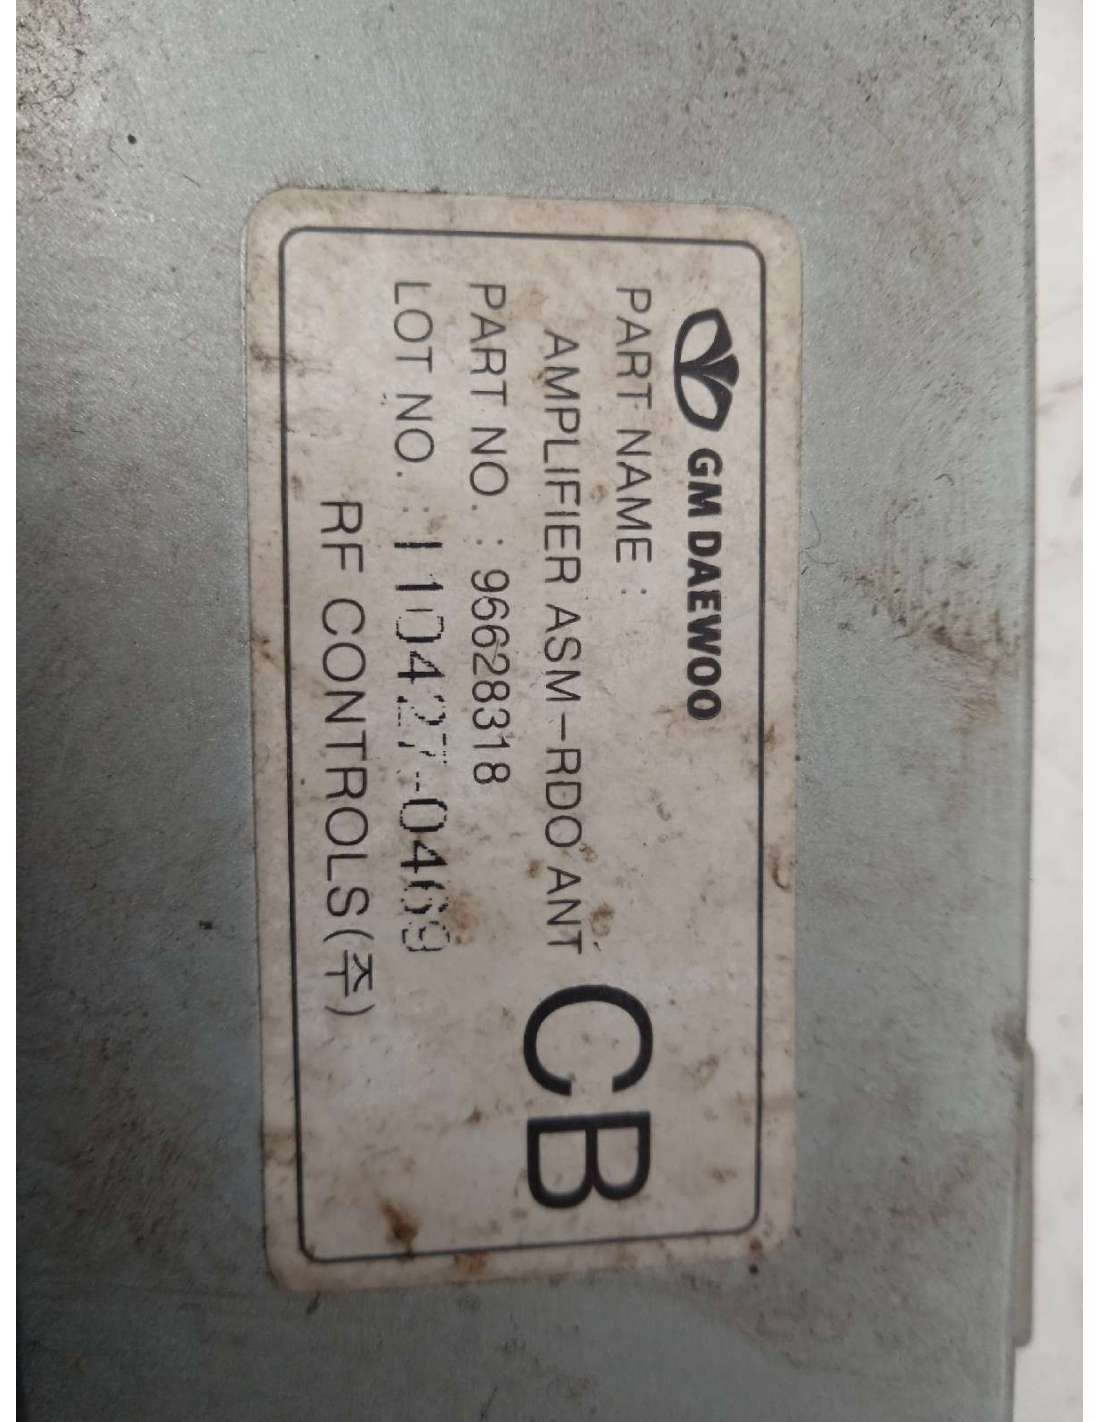 GM DAEWOO
PART NAME :
AMPLIFIER ASM-RDO ANT CB
PART NO. : 96628318
LOT NO. : 110427-0469
RF CONTROLS(주)